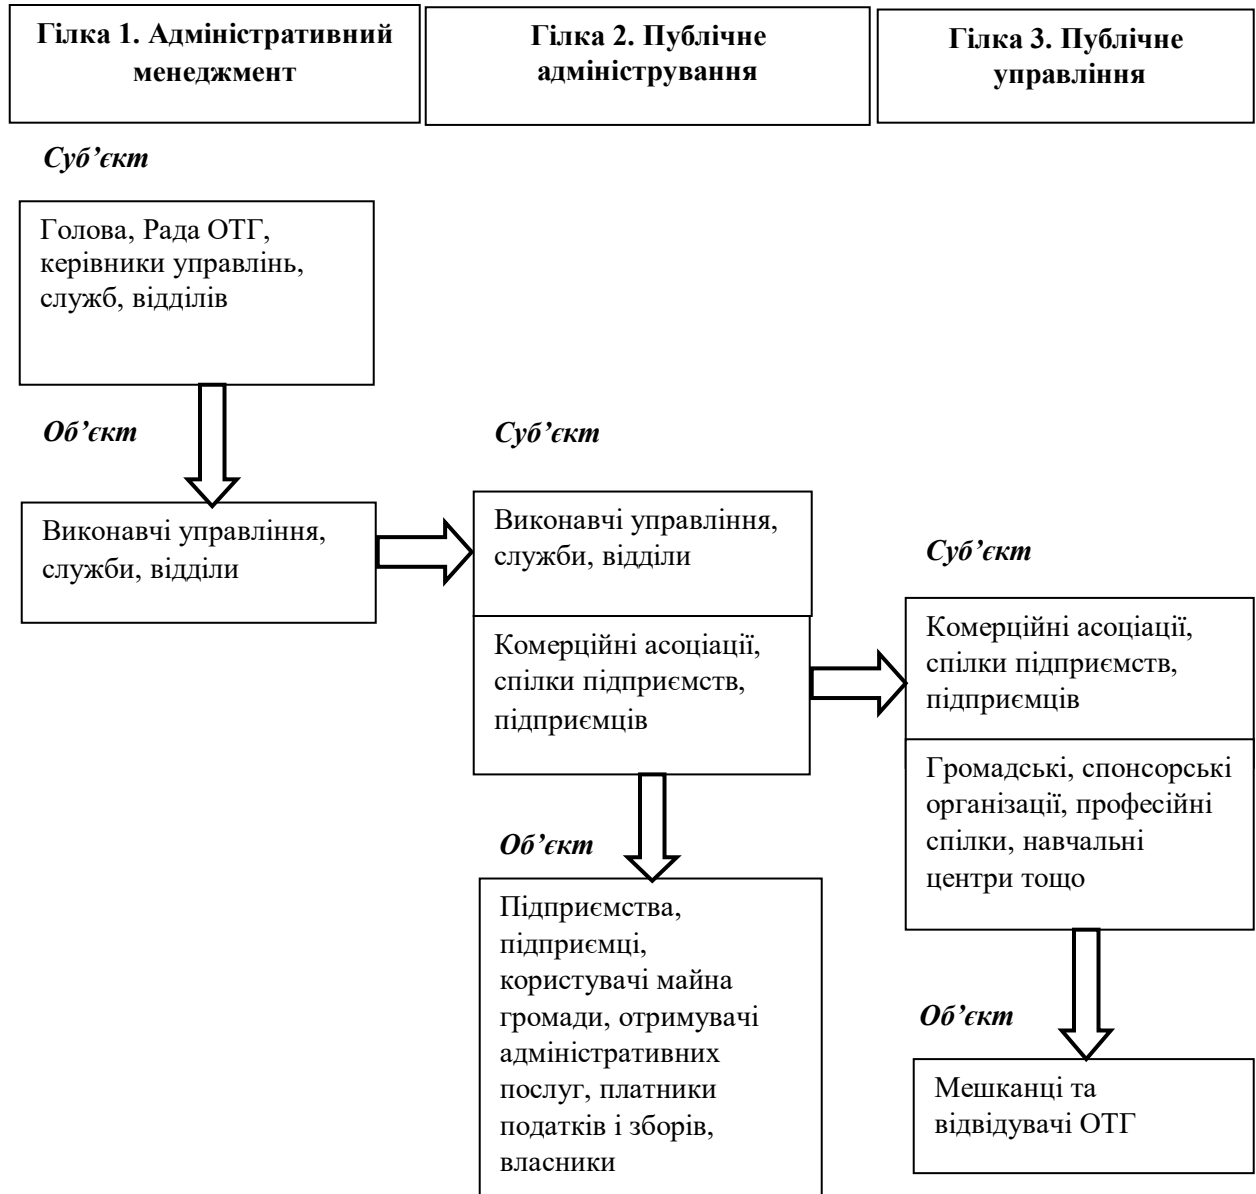 Гілка 1. Адміністративний
менеджмент
Гілка 2. Публічне
адміністрування
Гілка 3. Публічне
управління
Суб’єкт
Голова, Рада ОТГ,
керівники управлінь,
служб, відділів
Об’єкт
Виконавчі управління,
служби, відділи
Суб’єкт
Виконавчі управління,
служби, відділи
Комерційні асоціації,
спілки підприємств,
підприємців
Об’єкт
Підприємства,
підприємці,
користувачі майна
громади, отримувачі
адміністративних
послуг, платники
податків і зборів,
власники
Суб’єкт
Комерційні асоціації,
спілки підприємств,
підприємців
Громадські, спонсорські
організації, професійні
спілки, навчальні
центри тощо
Об’єкт
Мешканці та
відвідувачі ОТГ